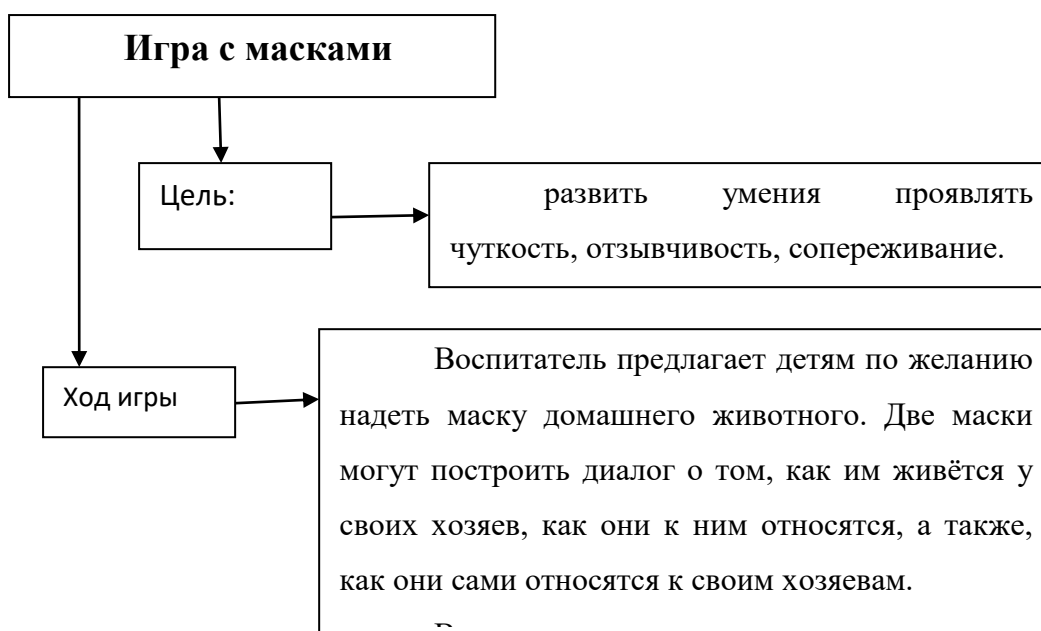 Игра с масками
Цель:
развить умения проявлять
чуткость, отзывчивость, сопереживание.
Ход игры
Воспитатель предлагает детям по желанию
надеть маску домашнего животного. Две маски
могут построить диалог о том, как им живётся у
своих хозяев, как они к ним относятся, а также,
как они сами относятся к своим хозяевам.